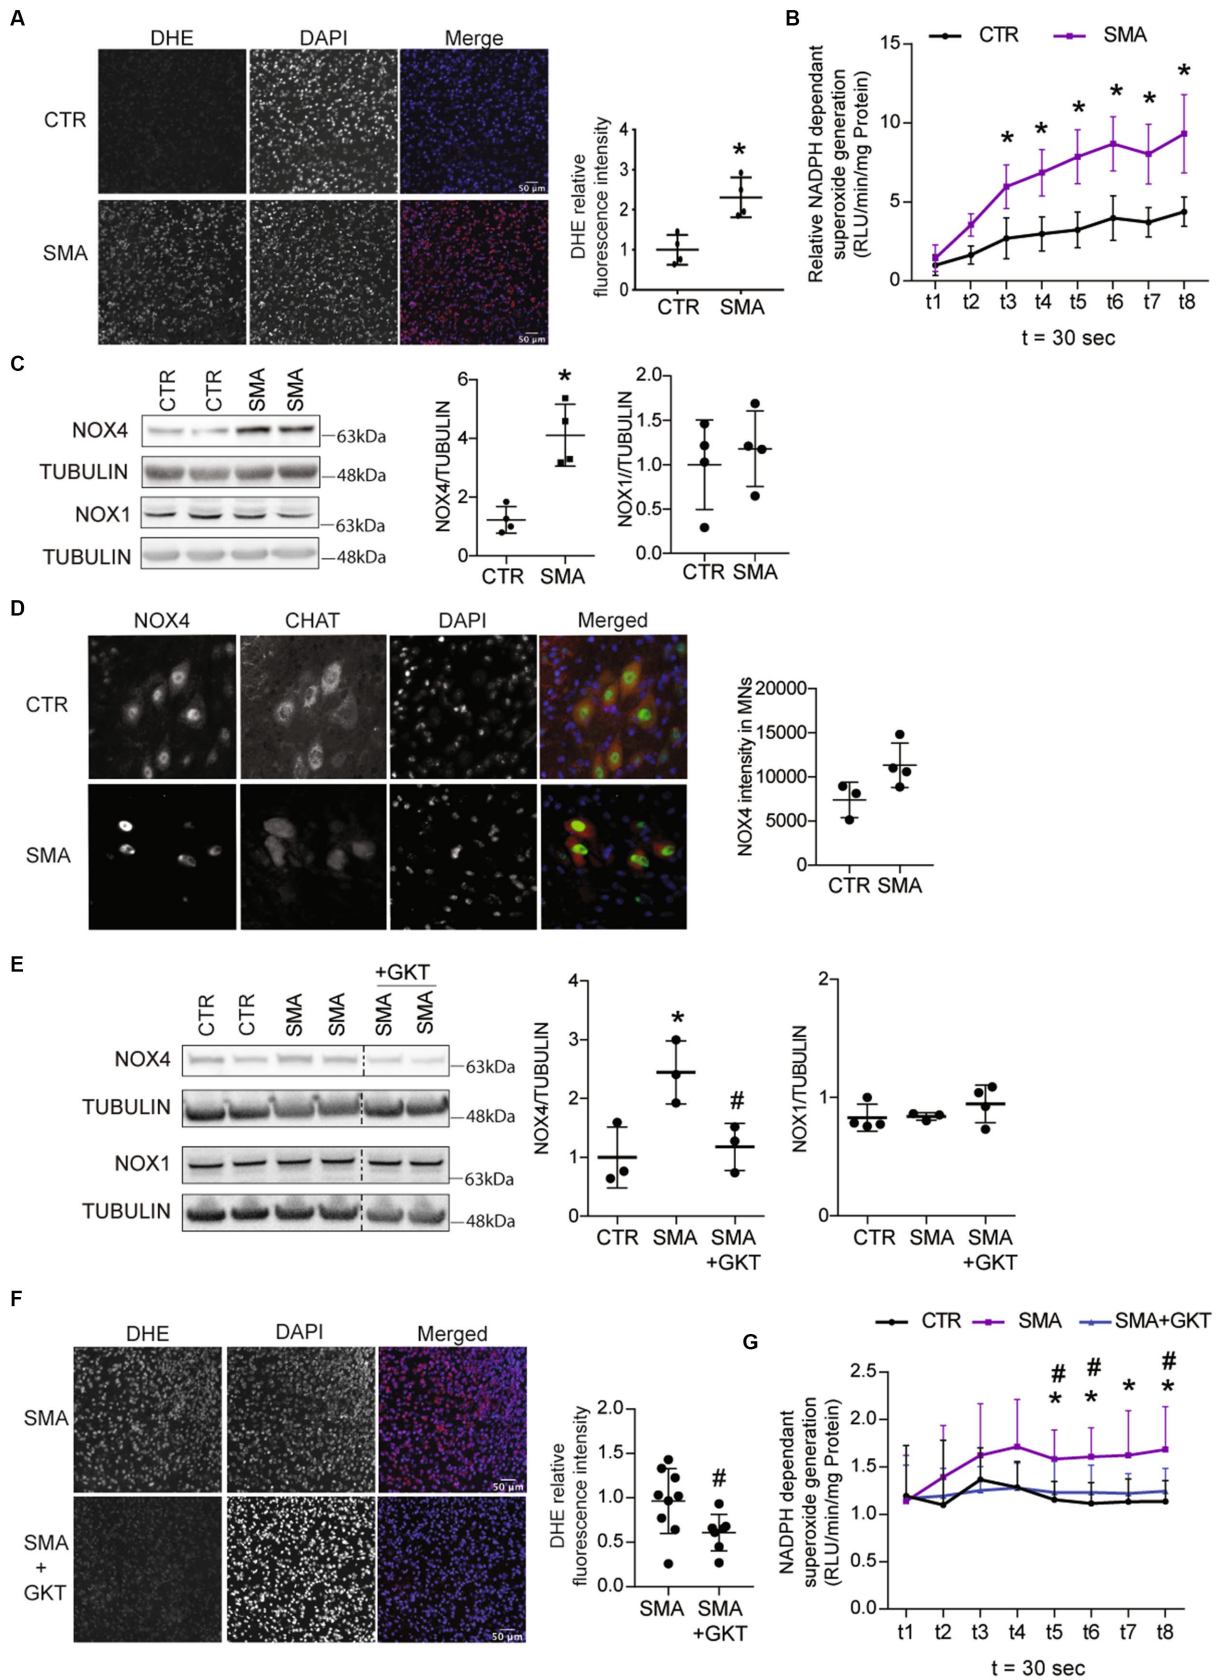 A
DHE DAPI Merge
CTR
50 µm
SMA
50 µm
DHE relative
fluorescence intensity
4
3
2
1
0
CTR SMA
*
B
CTR SMA
Relative NADPH dependant
superoxide generation
(RLU/min/mg Protein)
15
10
5
0
* * * * * *
t1 t2 t3 t4 t5 t6 t7 t8
t = 30 sec
C
CTR CTR SMA SMA
NOX4 63kDa
TUBULIN 48kDa
NOX1 63kDa
TUBULIN 48kDa
NOX4/TUBULIN
6
4
2
0
*
CTR SMA
NOX1//TUBULIN
2.0
1.5
1.0
0.5
0.0
CTR SMA
D
NOX4 CHAT DAPI Merged
CTR
SMA
NOX4 intensity in MNs
20000
15000
10000
5000
0
CTR SMA
E
+GKT
CTR CTR SMA SMA SMA SMA
NOX4 63kDa
TUBULIN 48kDa
NOX1 63kDa
TUBULIN 48kDa
NOX4/TUBULIN
4
3
2
1
0
*
#
CTR SMA SMA
+GKT
NOX1/TUBULIN
2
1
0
CTR SMA SMA
+GKT
F
DHE DAPI Merged
SMA
50 µm
SMA
+
GKT
50 µm
DHE relative
fluorescence intensity
2.0
1.5
1.0
0.5
0.0
#
SMA SMA
+GKT
G
CTR SMA SMA+GKT
NADPH dependant
superoxide generation
(RLU/min/mg Protein)
2.5
2.0
1.5
1.0
0.5
0.0
# # #
* * * *
t1 t2 t3 t4 t5 t6 t7 t8
t = 30 sec